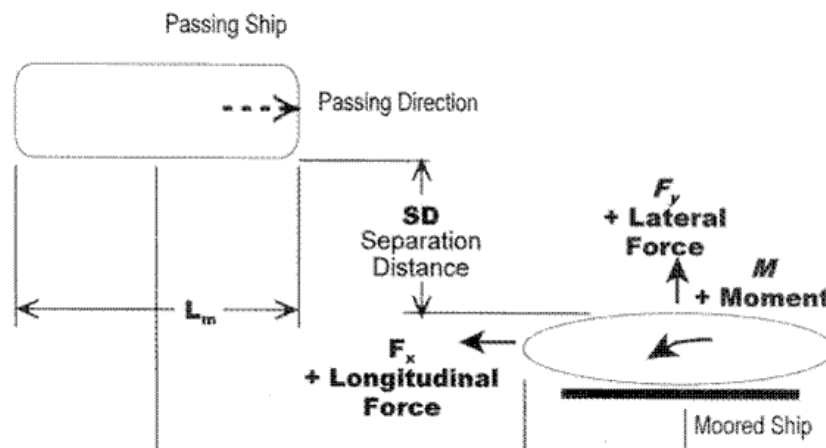 Passing Ship
Passing Direction
SD
Separation
Distance
Fy
+ Lateral
Force
M
+ Moment
Lm
Fx
+ Longitudinal
Force
Moored Ship